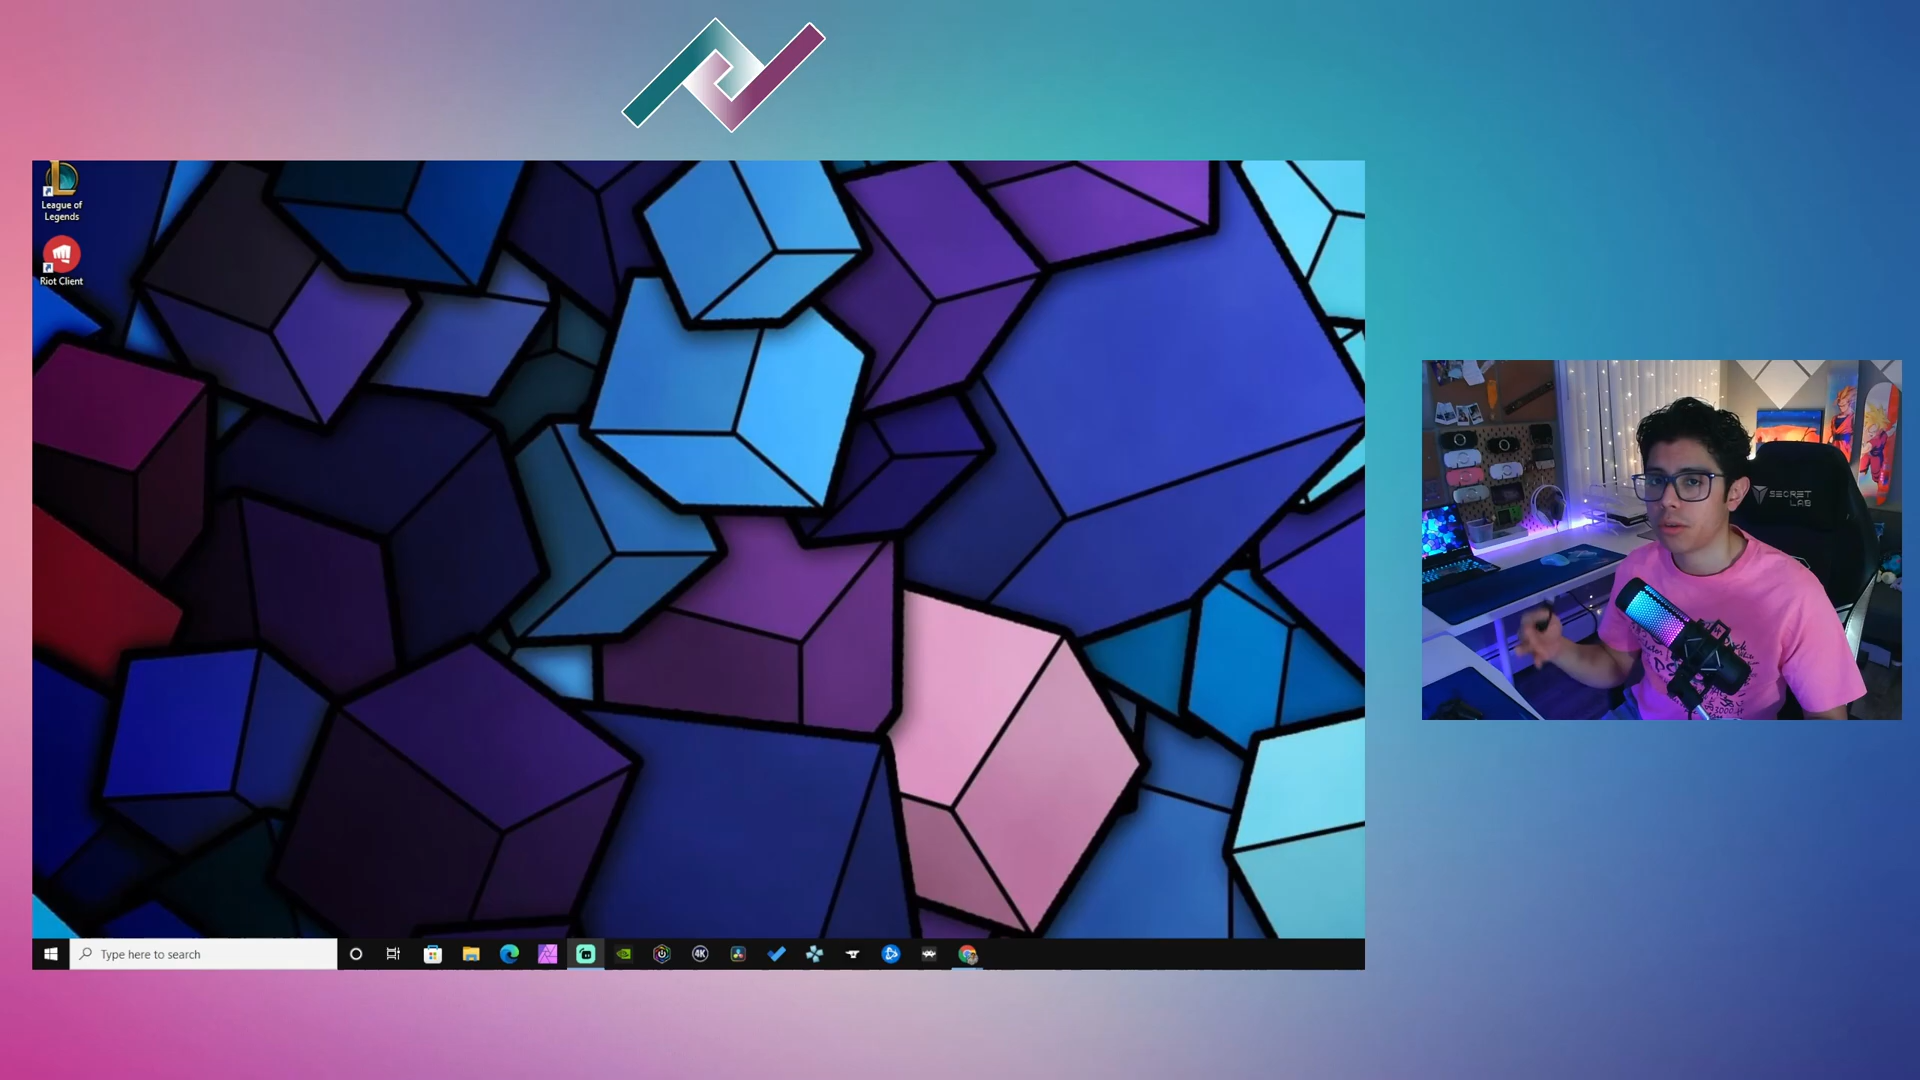 League of
Legends
Riot Client
Type here to search
4K
SECRET
LAB